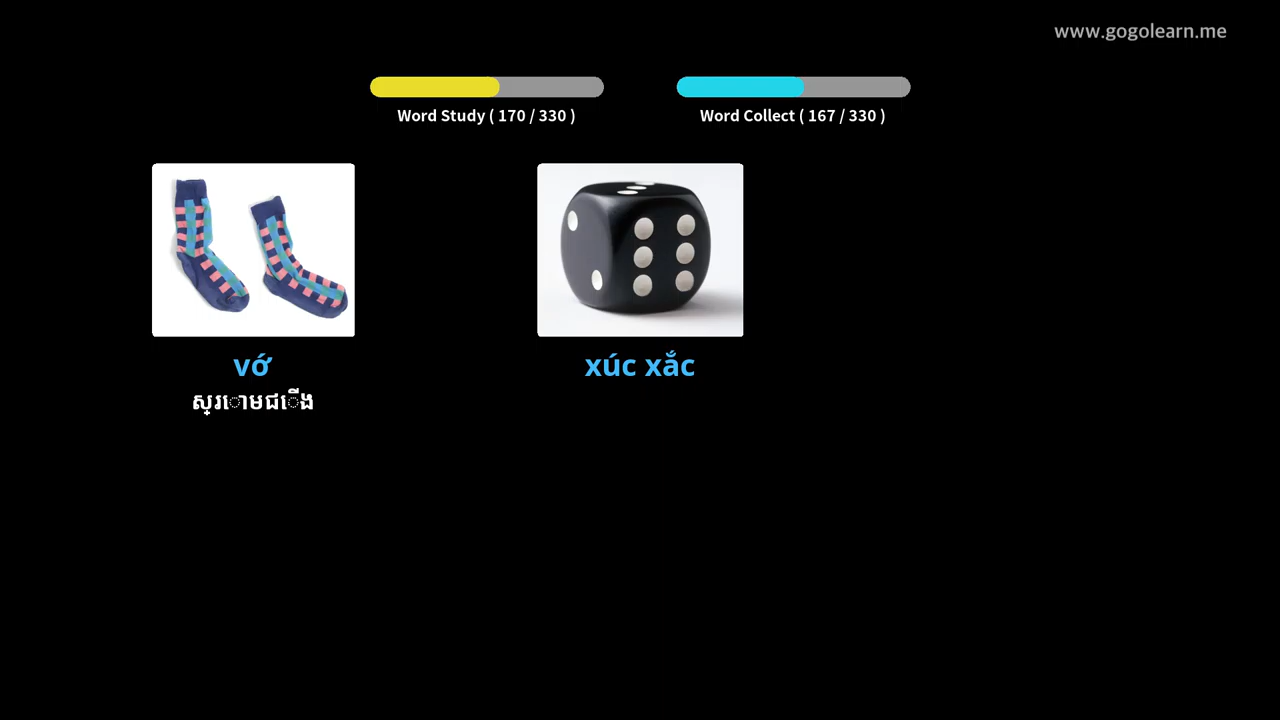 www.gogolearn.me
Word Study ( 170 / 330 )
Word Collect ( 167 / 330 )
vớ
xúc xắc
ស្រោមជើង